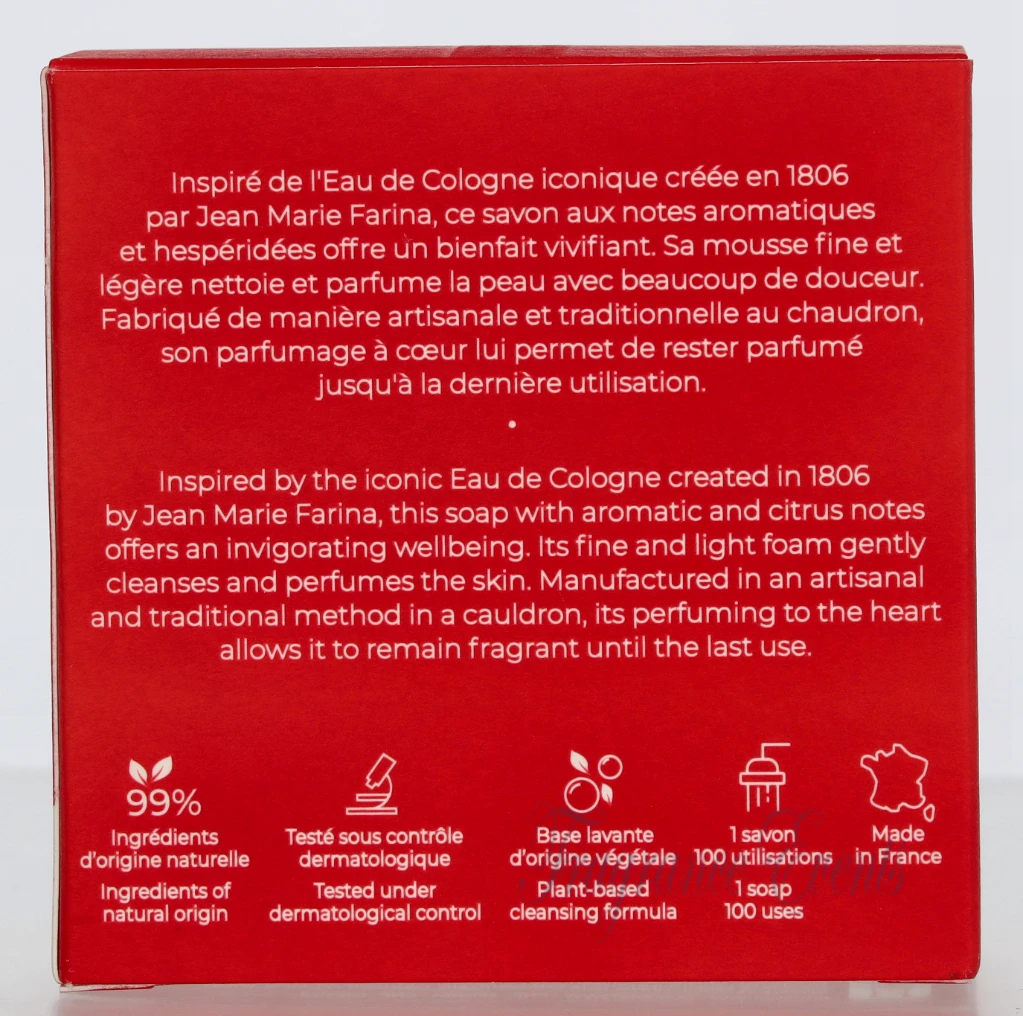 Inspiré de l'Eau de Cologne iconique créée en 1806
par Jean Marie Farina, ce savon aux notes aromatiques
et hespéridées offre un bienfait vivifiant. Sa mousse fine et
légère nettoie et parfume la peau avec beaucoup de douceur.
Fabriqué de manière artisanale et traditionnelle au chaudron,
son parfumage à cœur lui permet de rester parfumé
jusqu'à la dernière utilisation.
Inspired by the iconic Eau de Cologne created in 1806
by Jean Marie Farina, this soap with aromatic and citrus notes
offers an invigorating wellbeing. Its fine and light foam gently
cleanses and perfumes the skin. Manufactured in an artisanal
and traditional method in a cauldron, its perfuming to the heart
allows it to remain fragrant until the last use.
99%
Ingrédients
d'origine naturelle
Ingredients of
natural origin
Testé sous contrôle
dermatologique
Tested under
dermatological control
Base lavante
d'origine végétale
Plant-based
cleansing formula
1 savon
100 utilisations
1 soap
100 uses
Made
in France